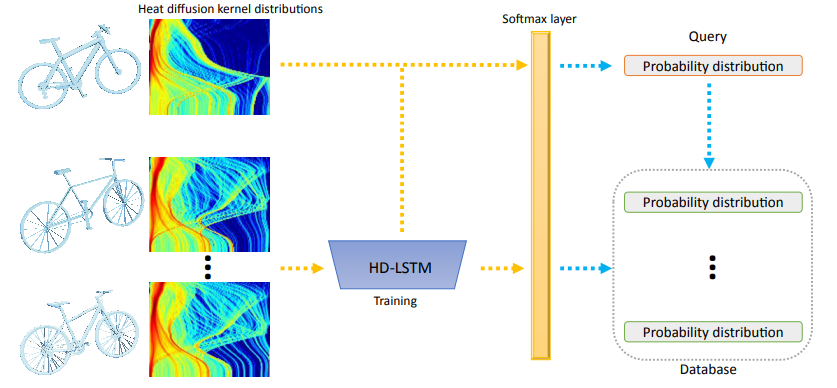 Heat diffusion kernel distributions
Softmax layer
Query
Probability distribution
Probability distribution
HD-LSTM
Training
Probability distribution
Database